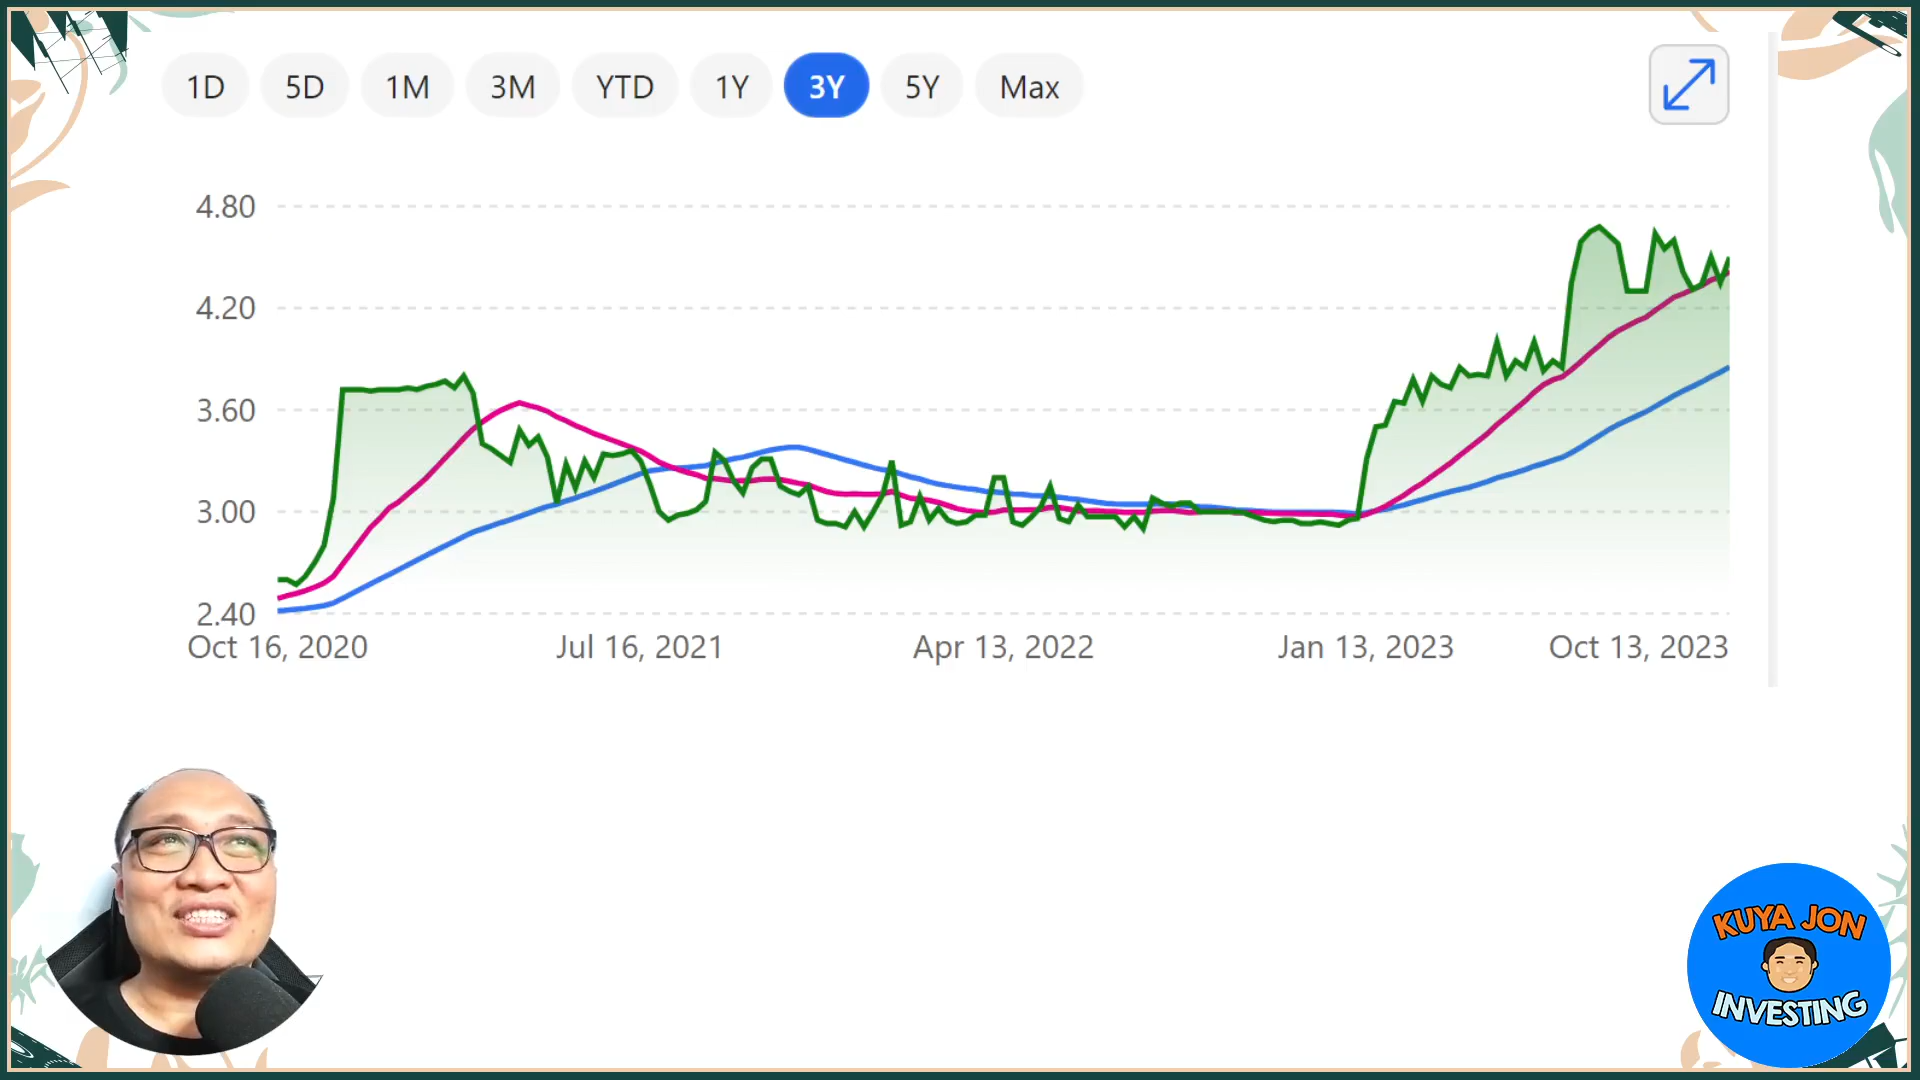 1D 5D 1M 3M YTD 1Y 3Y 5Y Max
4.80
4.20
3.60
3.00
2.40
Oct 16, 2020 Jul 16, 2021 Apr 13, 2022 Jan 13, 2023 Oct 13, 2023
KUYA JON
INVESTING